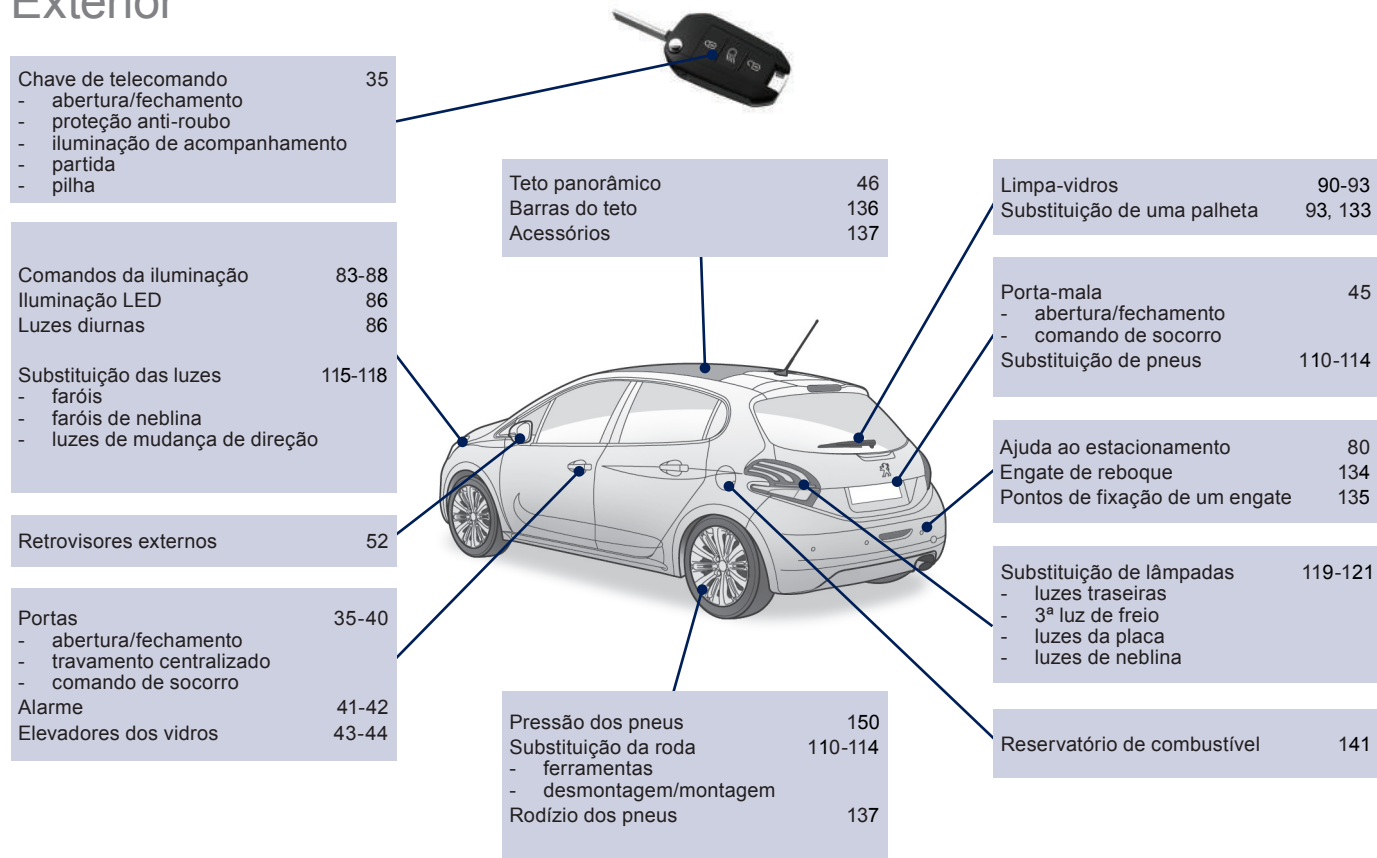 Exterior
Chave de telecomando 35
- abertura/fechamento
- proteção anti-roubo
- iluminação de acompanhamento
- partida
- pilha
Comandos da iluminação 83-88
Iluminação LED 86
Luzes diurnas 86
Substituição das luzes 115-118
- faróis
- faróis de neblina
- luzes de mudança de direção
Retrovisores externos 52
Portas 35-40
- abertura/fechamento
- travamento centralizado
- comando de socorro
Alarme 41-42
Elevadores dos vidros 43-44
Teto panorâmico 46
Barras do teto 136
Acessórios 137
Pressão dos pneus 150
Substituição da roda 110-114
- ferramentas
- desmontagem/montagem
Rodízio dos pneus 137
Limpa-vidros 90-93
Substituição de uma palheta 93, 133
Porta-mala 45
- abertura/fechamento
- comando de socorro
Substituição de pneus 110-114
Ajuda ao estacionamento 80
Engate de reboque 134
Pontos de fixação de um engate 135
Substituição de lâmpadas 119-121
- luzes traseiras
- 3ª luz de freio
- luzes da placa
- luzes de neblina
Reservatório de combustível 141